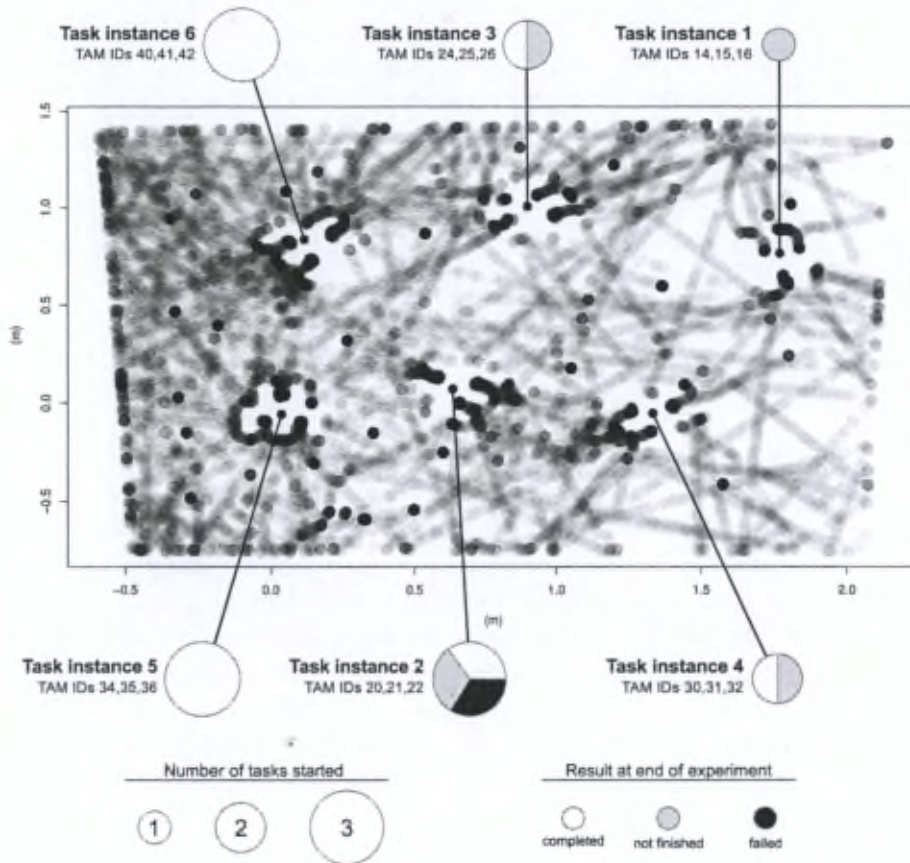 Task instance 6
TAM IDs 40,41,42
Task instance 3
TAM IDs 24,25,26
Task instance 1
TAM IDs 14,15,16
1.5
1.0
0.5
0.0
−0.5
(m)
−0.5
0.0
0.5
1.0
1.5
2.0
(m)
Task instance 5
TAM IDs 34,35,36
Task instance 2
TAM IDs 20,21,22
Task instance 4
TAM IDs 30,31,32
Number of tasks started
1
2
3
Result at end of experiment
completed
not finished
failed